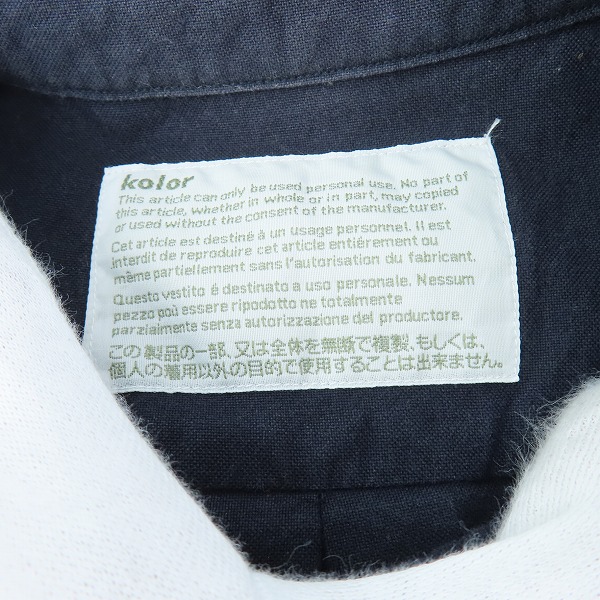 kolor
This article can only be used personal use. No part of
this article, whether in whole or in part, may copied
or used without the consent of the manufacturer.
Cet article est destiné à un usage personnel. Il est
interdit de reproduire cet article entiérement ou
même partiellement sans l'autorisation du fabricant.
Questo vestito é destinato a uso personale. Nessum
pezzo poù essere ripodotto ne totalmente
parzialmente senza autorizzazione del productore.
この製品の一部、又は全体を無断で複製、もしくは、
個人の着用以外の目的で使用することは出来ません。